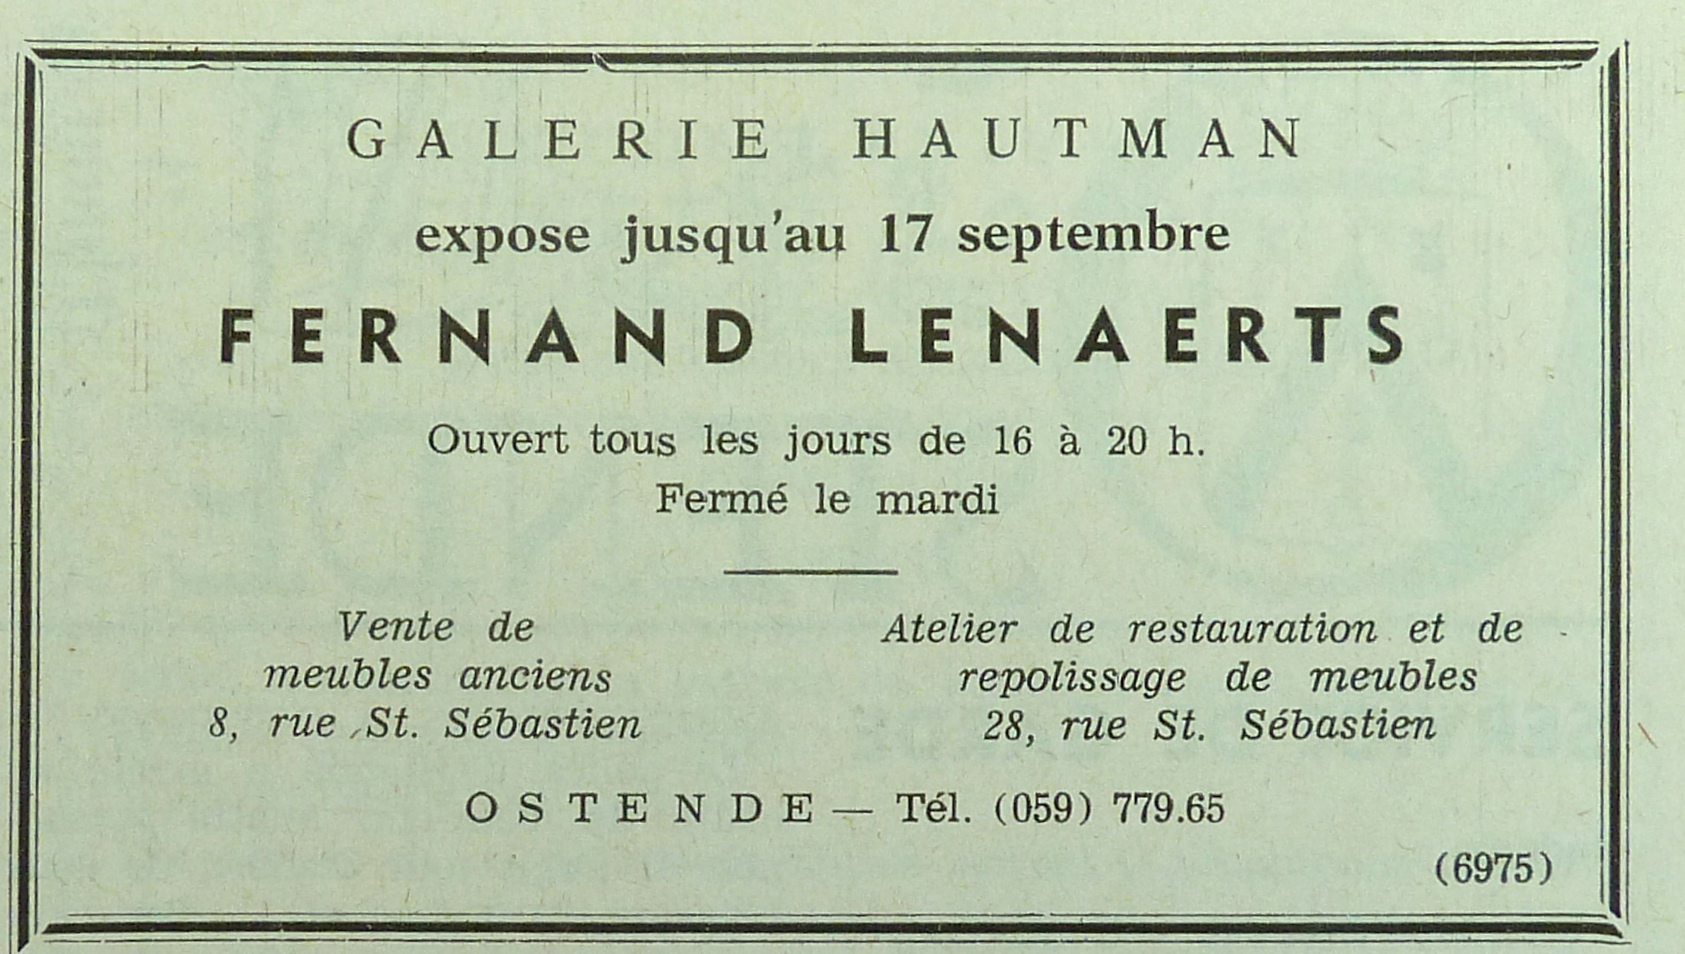 GALERIE HAUTMAN
expose jusqu'au 17 septembre
FERNAND LENAERTS
Ouvert tous les jours de 16 à 20 h.
Fermé le mardi
Vente de
meubles anciens
8, rue St. Sébastien
Atelier de restauration et de
repolissage de meubles
28, rue St. Sébastien
OSTENDE — Tél. (059) 779.65
(6975)